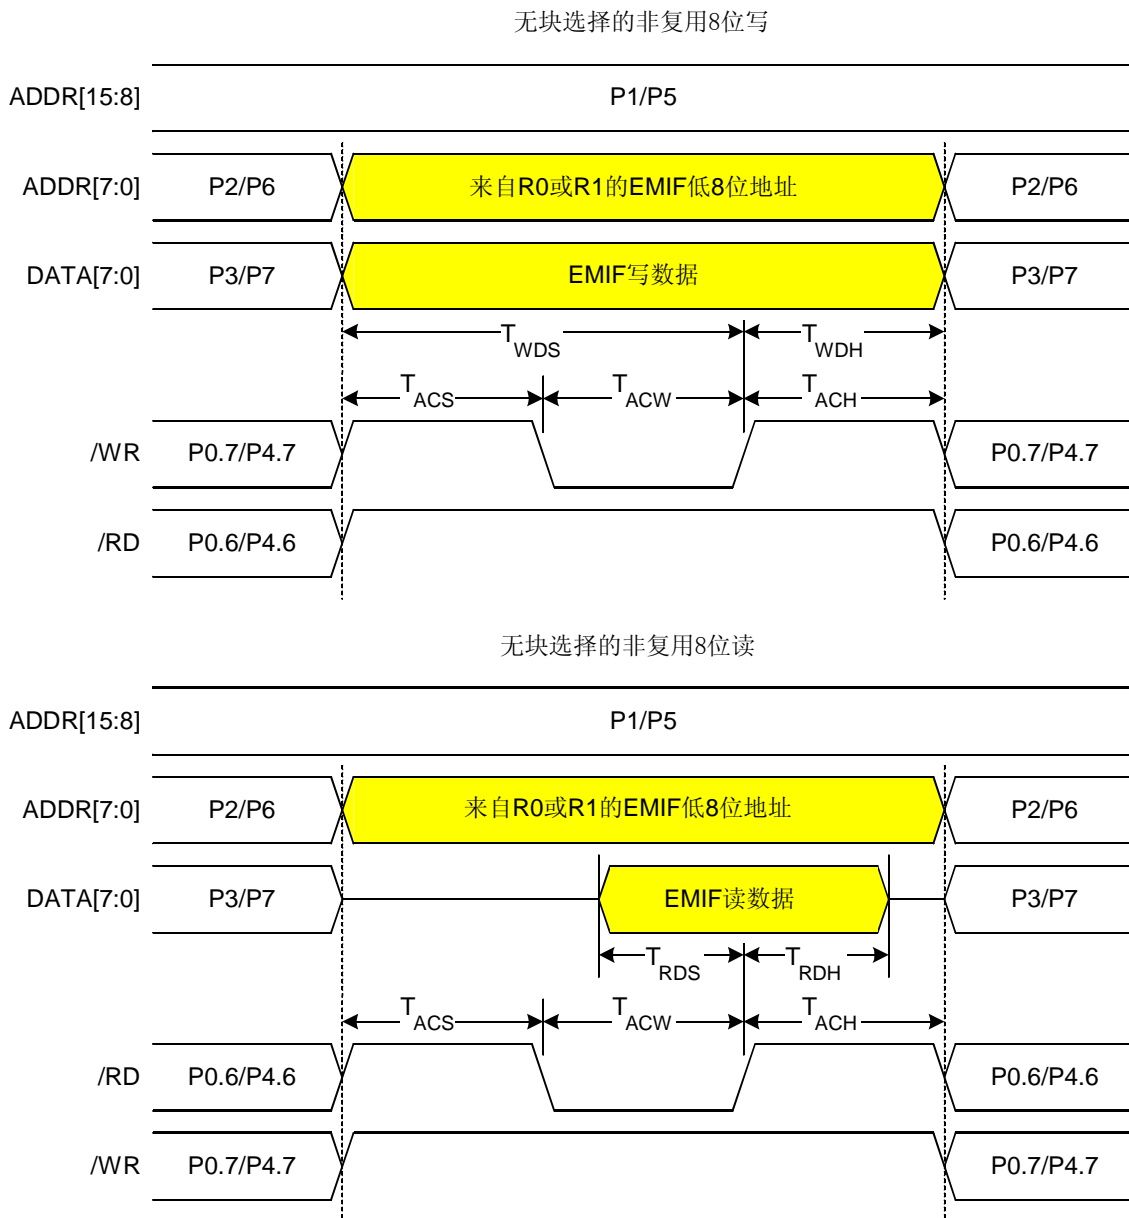 无块选择的非复用8位写
ADDR[15:8] P1/P5
ADDR[7:0] P2/P6 来自R0或R1的EMIF低8位地址 P2/P6
DATA[7:0] P3/P7 EMIF写数据 P3/P7
TWDS TWDH
TACS TACW TACH
/WR P0.7/P4.7 P0.7/P4.7
/RD P0.6/P4.6 P0.6/P4.6
无块选择的非复用8位读
ADDR[15:8] P1/P5
ADDR[7:0] P2/P6 来自R0或R1的EMIF低8位地址 P2/P6
DATA[7:0] P3/P7 EMIF读数据 P3/P7
TRDS TRDH
TACS TACW TACH
/RD P0.6/P4.6 P0.6/P4.6
/WR P0.7/P4.7 P0.7/P4.7